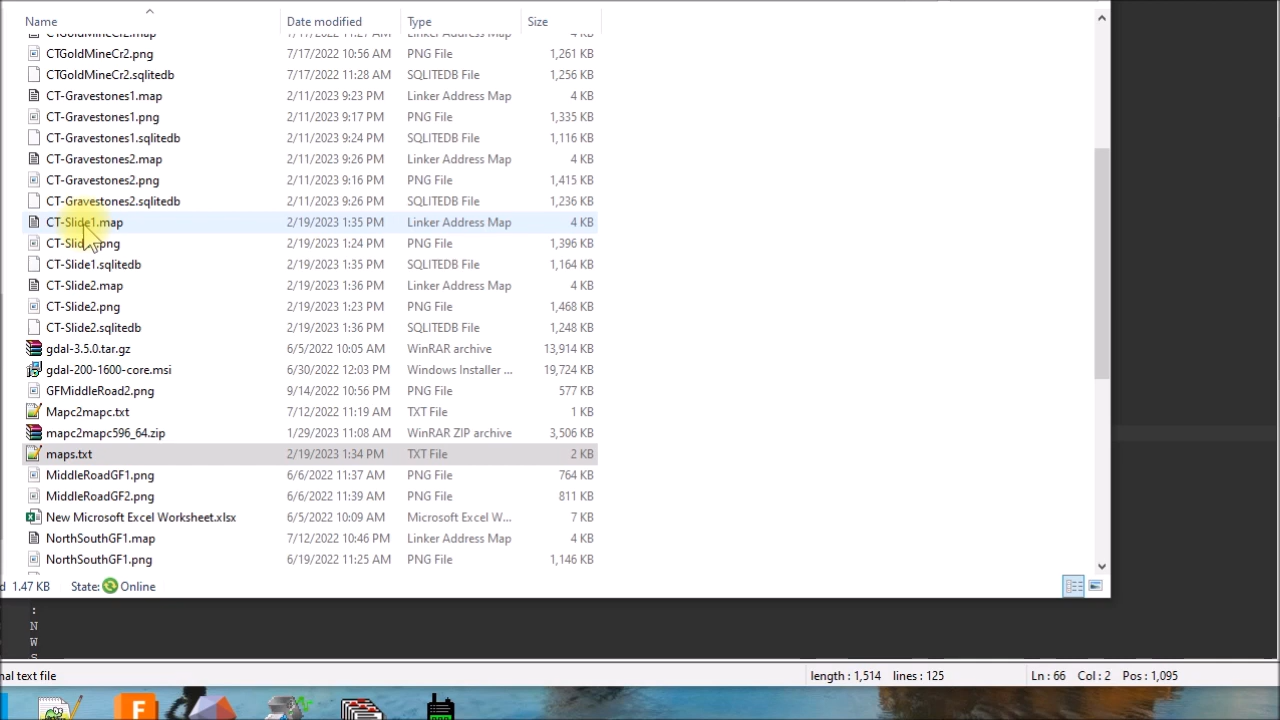 Name Date modified Type Size
CTGoldMineCr2.map 7/17/2022 11:27 AM Linker Address Map 4 KB
CTGoldMineCr2.png 7/17/2022 10:56 AM PNG File 1,261 KB
CTGoldMineCr2.sqlitedb 7/17/2022 11:28 AM SQLITEDB File 1,256 KB
CT-Gravestones1.map 2/11/2023 9:23 PM Linker Address Map 4 KB
CT-Gravestones1.png 2/11/2023 9:17 PM PNG File 1,335 KB
CT-Gravestones1.sqlitedb 2/11/2023 9:24 PM SQLITEDB File 1,116 KB
CT-Gravestones2.map 2/11/2023 9:26 PM Linker Address Map 4 KB
CT-Gravestones2.png 2/11/2023 9:16 PM PNG File 1,415 KB
CT-Gravestones2.sqlitedb 2/11/2023 9:26 PM SQLITEDB File 1,236 KB
CT-Slide1.map 2/19/2023 1:35 PM Linker Address Map 4 KB
CT-Slide1.png 2/19/2023 1:24 PM PNG File 1,396 KB
CT-Slide1.sqlitedb 2/19/2023 1:35 PM SQLITEDB File 1,164 KB
CT-Slide2.map 2/19/2023 1:36 PM Linker Address Map 4 KB
CT-Slide2.png 2/19/2023 1:23 PM PNG File 1,468 KB
CT-Slide2.sqlitedb 2/19/2023 1:36 PM SQLITEDB File 1,248 KB
gdal-3.5.0.tar.gz 6/5/2022 10:05 AM WinRAR archive 13,914 KB
gdal-200-1600-core.msi 6/30/2022 12:03 PM Windows Installer ... 19,724 KB
GFMiddleRoad2.png 9/14/2022 10:56 PM PNG File 577 KB
Mapc2mapc.txt 7/12/2022 11:19 AM TXT File 1 KB
mapc2mapc596_64.zip 1/29/2023 11:08 AM WinRAR ZIP archive 3,506 KB
maps.txt 2/19/2023 1:34 PM TXT File 2 KB
MiddleRoadGF1.png 6/6/2022 11:37 AM PNG File 764 KB
MiddleRoadGF2.png 6/6/2022 11:39 AM PNG File 811 KB
New Microsoft Excel Worksheet.xlsx 6/5/2022 10:09 AM Microsoft Excel W... 7 KB
NorthSouthGF1.map 7/12/2022 10:46 PM Linker Address Map 4 KB
NorthSouthGF1.png 6/19/2022 11:25 AM PNG File 1,146 KB
d 1.47 KB State: Online
:
N
W
S
nal text file length : 1,514 lines : 125 Ln : 66 Col : 2 Pos : 1,095
F